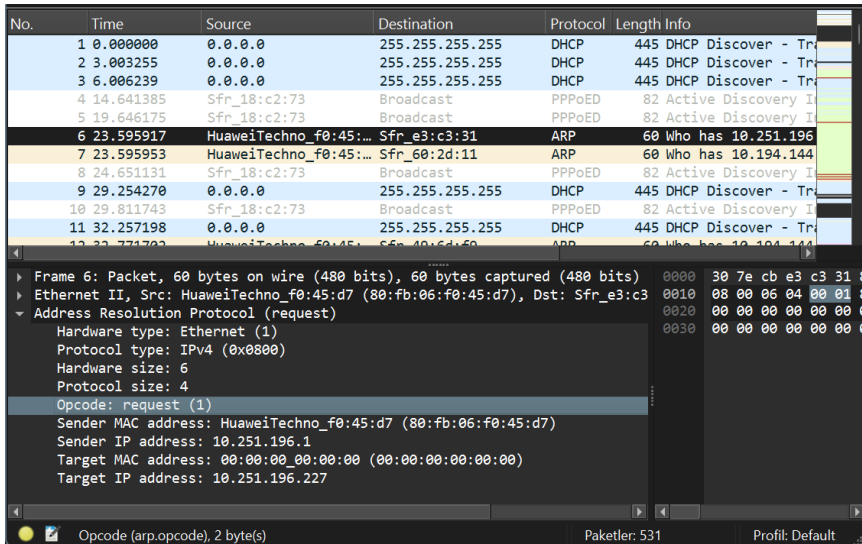 No. Time Source Destination Protocol Length Info
1 0.000000 0.0.0.0 255.255.255.255 DHCP 445 DHCP Discover - Tra
2 3.003255 0.0.0.0 255.255.255.255 DHCP 445 DHCP Discover - Tra
3 6.006239 0.0.0.0 255.255.255.255 DHCP 445 DHCP Discover - Tra
4 14.641385 Sfr_18:c2:73 Broadcast PPPoED 82 Active Discovery In
5 19.646175 Sfr_18:c2:73 Broadcast PPPoED 82 Active Discovery In
6 23.595917 HuaweiTechno_f0:45:… Sfr_e3:c3:31 ARP 60 Who has 10.251.196
7 23.595953 HuaweiTechno_f0:45:… Sfr_60:2d:11 ARP 60 Who has 10.194.144
8 24.651131 Sfr_18:c2:73 Broadcast PPPoED 82 Active Discovery In
9 29.254270 0.0.0.0 255.255.255.255 DHCP 445 DHCP Discover - Tra
10 29.811743 Sfr_18:c2:73 Broadcast PPPoED 82 Active Discovery In
11 32.257198 0.0.0.0 255.255.255.255 DHCP 445 DHCP Discover - Tra
Frame 6: Packet, 60 bytes on wire (480 bits), 60 bytes captured (480 bits)
Ethernet II, Src: HuaweiTechno_f0:45:d7 (80:fb:06:f0:45:d7), Dst: Sfr_e3:c3
Address Resolution Protocol (request)
Hardware type: Ethernet (1)
Protocol type: IPv4 (0x0800)
Hardware size: 6
Protocol size: 4
Opcode: request (1)
Sender MAC address: HuaweiTechno_f0:45:d7 (80:fb:06:f0:45:d7)
Sender IP address: 10.251.196.1
Target MAC address: 00:00:00_00:00:00 (00:00:00:00:00:00)
Target IP address: 10.251.196.227
0000 30 7e cb e3 c3 31
0010 08 00 06 04 00 01
0020 00 00 00 00 00 00
0030 00 00 00 00 00 00
Opcode (arp.opcode), 2 byte(s) Paketler: 531 Profil: Default